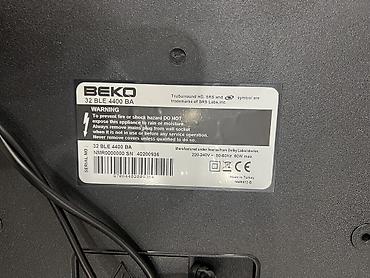 BEKO
32 BLE 4400 BA
TruSurround HD, SRS and symbol are
trademarks of SRS Labs, Inc.
WARNING
To prevent fire or shock hazard DO NOT
expose this appliance to rain or moisture.
Always remove mains plug from wall socket
when it is not in use or before any service operation.
Never remove covers unless qualified to do so.
SERIAL NO
32 BLE 4400 BA
NMR0000000 SN 40200936
Manufactured under license from Dolby Laboratories.
220-240V ~ 50/60Hz 80W max
Made in Turkey